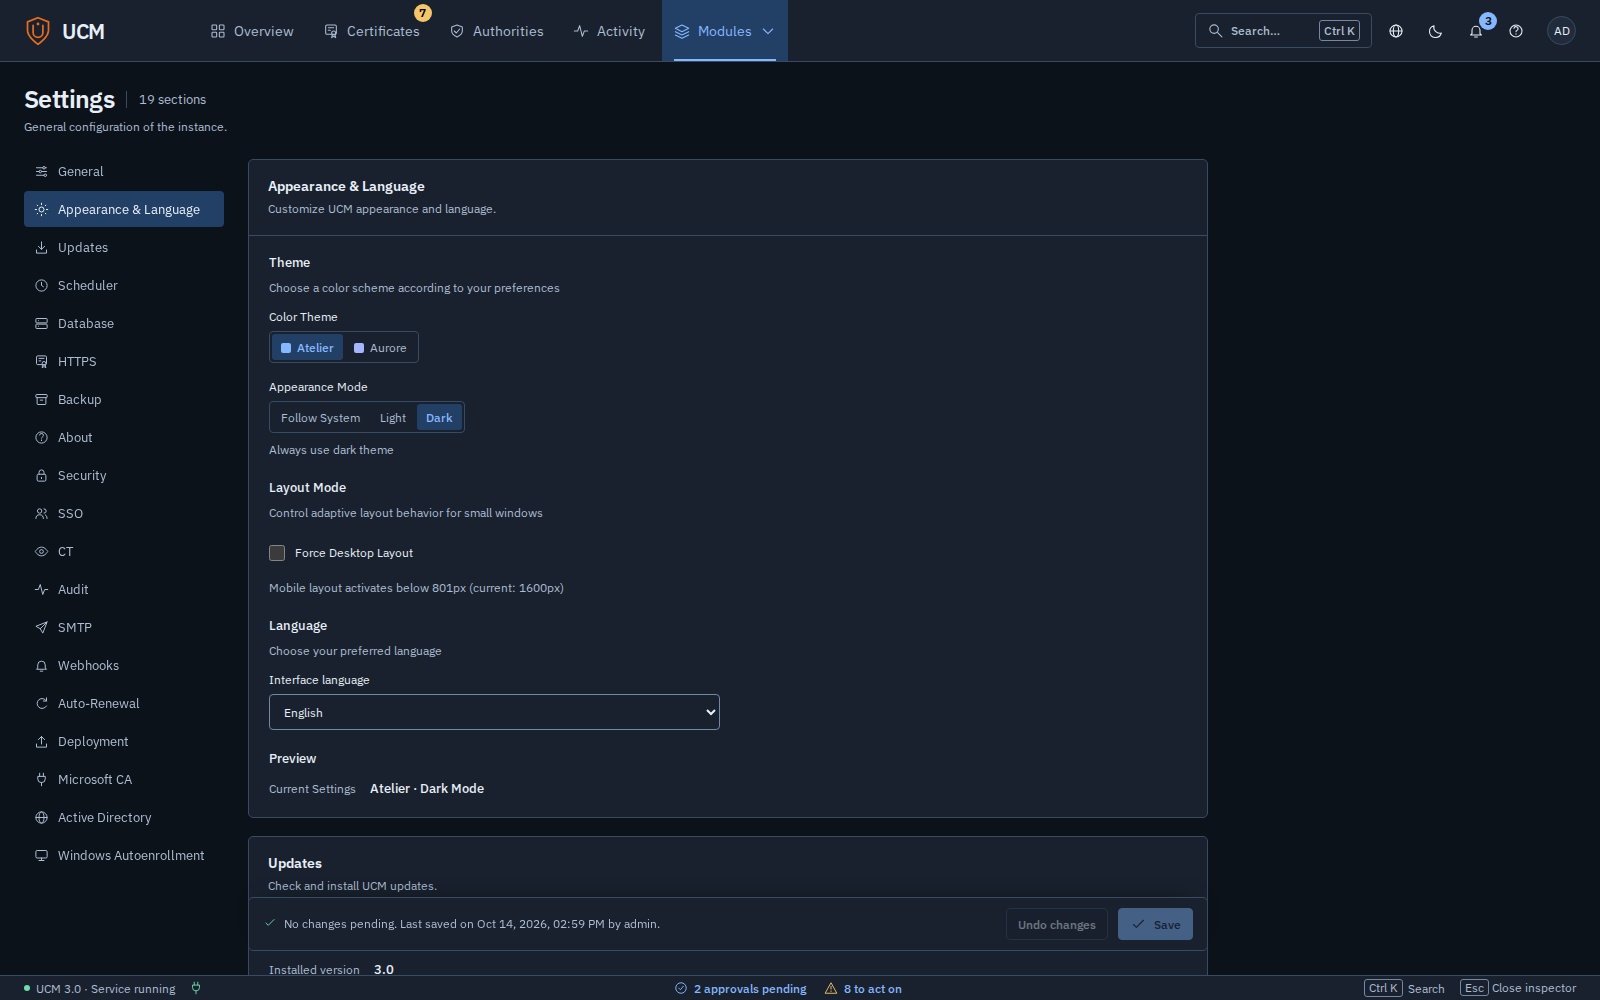 UCM
Overview
Certificates
7
Authorities
Activity
Modules
Search...
Ctrl K
3
AD
Settings
19 sections
General configuration of the instance.
General
Appearance & Language
Updates
Scheduler
Database
HTTPS
Backup
About
Security
SSO
CT
Audit
SMTP
Webhooks
Auto-Renewal
Deployment
Microsoft CA
Active Directory
Windows Autoenrollment
Appearance & Language
Customize UCM appearance and language.
Theme
Choose a color scheme according to your preferences
Color Theme
Atelier
Aurore
Appearance Mode
Follow System
Light
Dark
Always use dark theme
Layout Mode
Control adaptive layout behavior for small windows
Force Desktop Layout
Mobile layout activates below 801px (current: 1600px)
Language
Choose your preferred language
Interface language
English
Preview
Current Settings
Atelier · Dark Mode
Updates
Check and install UCM updates.
No changes pending. Last saved on Oct 14, 2026, 02:59 PM by admin.
Undo changes
Save
Installed version
3.0
UCM 3.0 · Service running
2 approvals pending
8 to act on
Ctrl K
Search
Esc
Close inspector